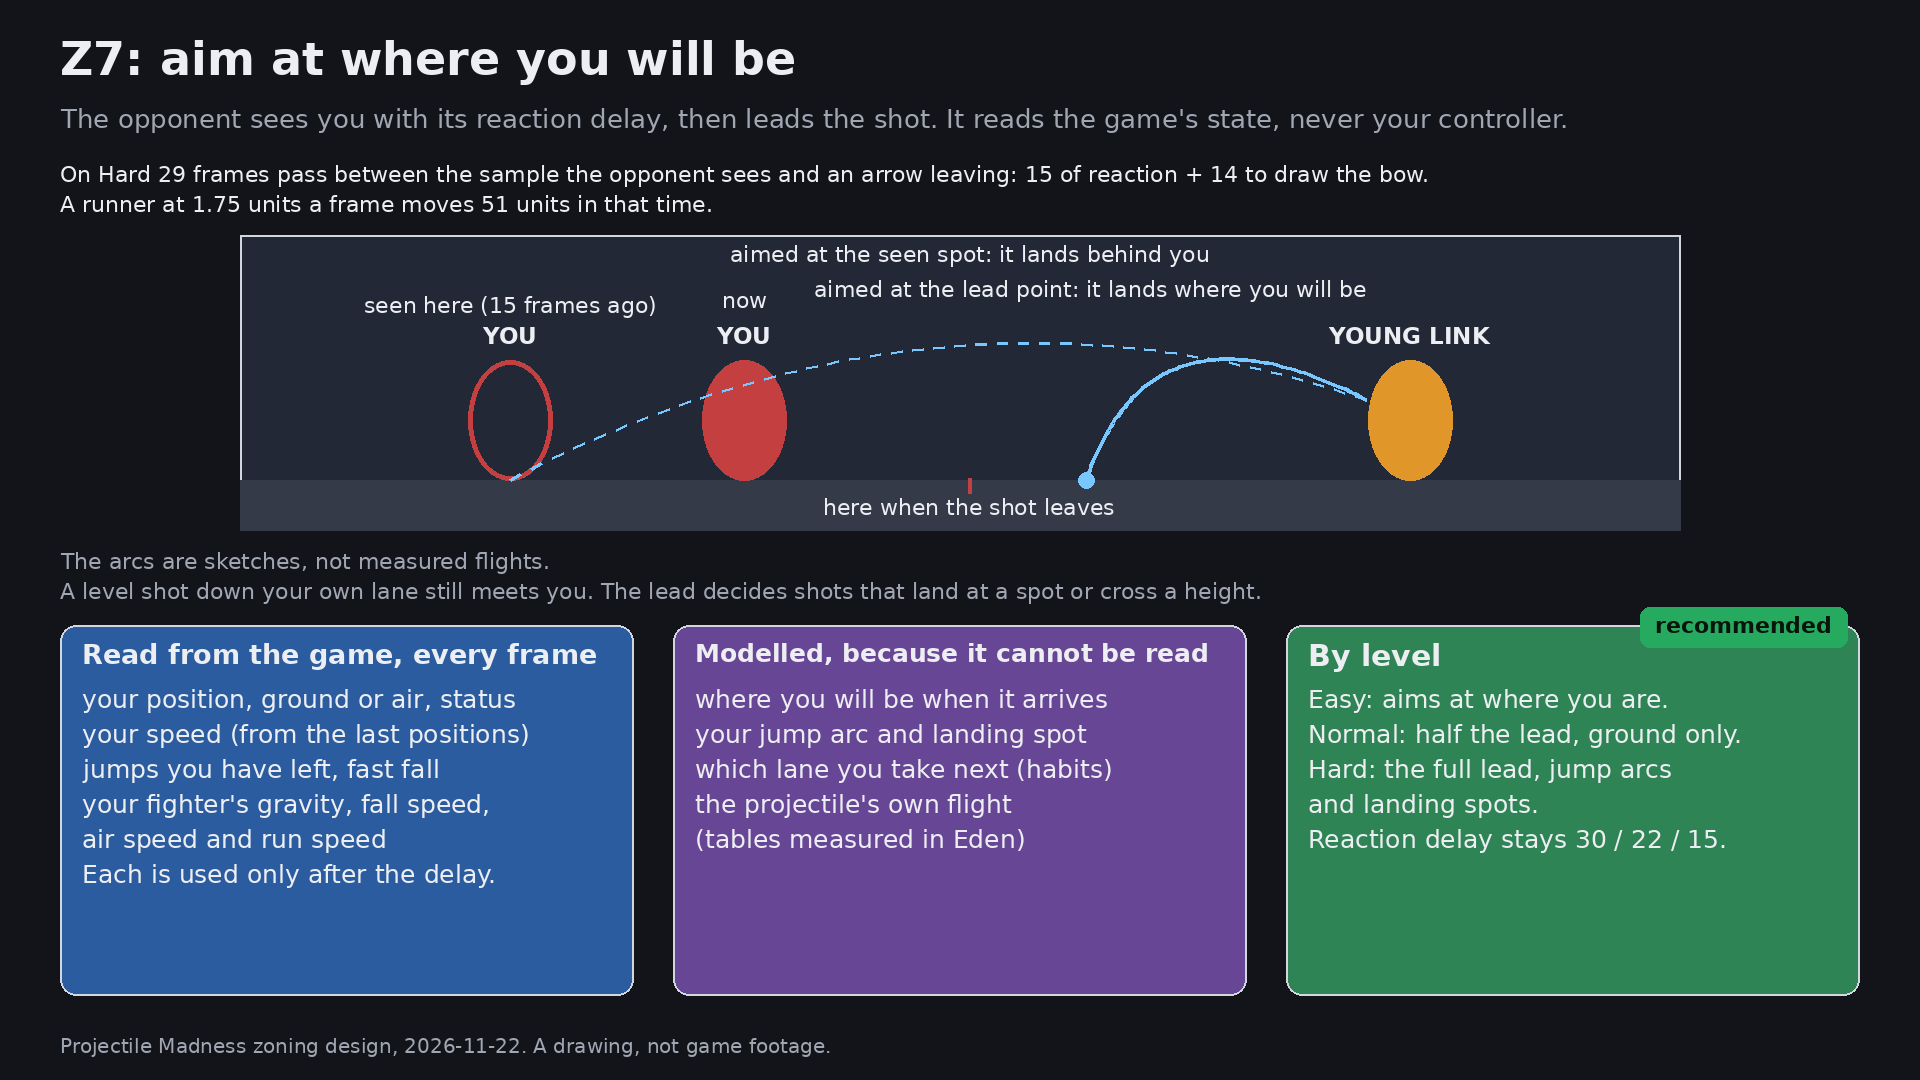 Z7: aim at where you will be
The opponent sees you with its reaction delay, then leads the shot. It reads the game's state, never your controller.
On Hard 29 frames pass between the sample the opponent sees and an arrow leaving: 15 of reaction + 14 to draw the bow.
A runner at 1.75 units a frame moves 51 units in that time.
aimed at the seen spot: it lands behind you
aimed at the lead point: it lands where you will be
seen here (15 frames ago)
now
YOU
YOU
YOUNG LINK
here when the shot leaves
The arcs are sketches, not measured flights.
A level shot down your own lane still meets you. The lead decides shots that land at a spot or cross a height.
Read from the game, every frame
your position, ground or air, status
your speed (from the last positions)
jumps you have left, fast fall
your fighter's gravity, fall speed,
air speed and run speed
Each is used only after the delay.
Modelled, because it cannot be read
where you will be when it arrives
your jump arc and landing spot
which lane you take next (habits)
the projectile's own flight
(tables measured in Eden)
recommended
By level
Easy: aims at where you are.
Normal: half the lead, ground only.
Hard: the full lead, jump arcs
and landing spots.
Reaction delay stays 30 / 22 / 15.
Projectile Madness zoning design, 2026-11-22. A drawing, not game footage.